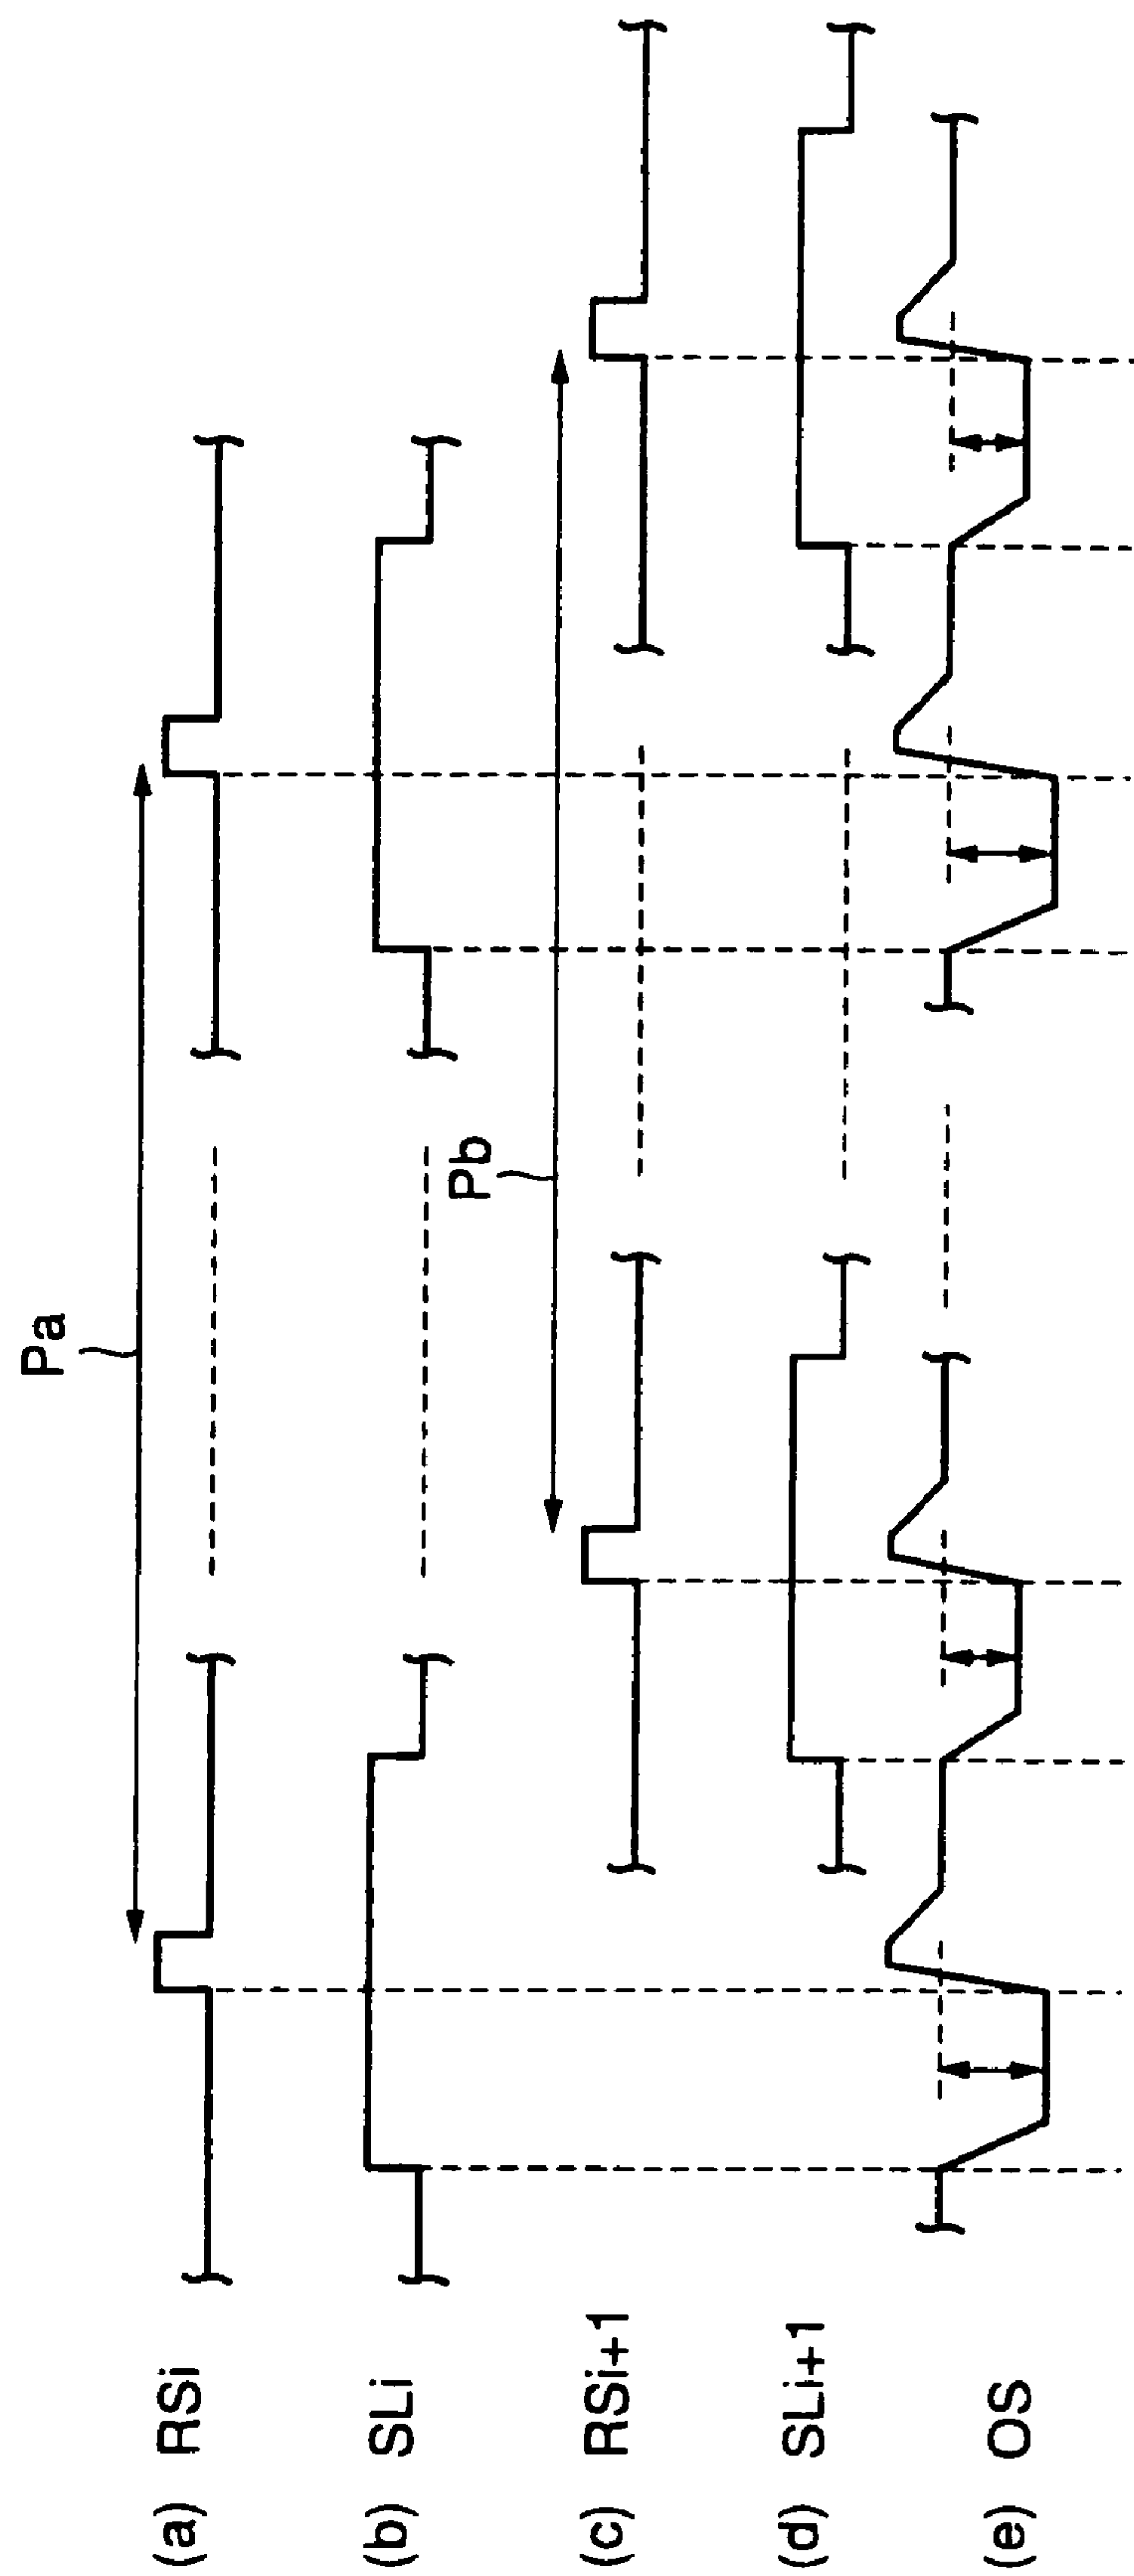 Pa
(a) RSi
(b) SLi
Pb
(c) RSi+1
(d) SLi+1
(e) OS